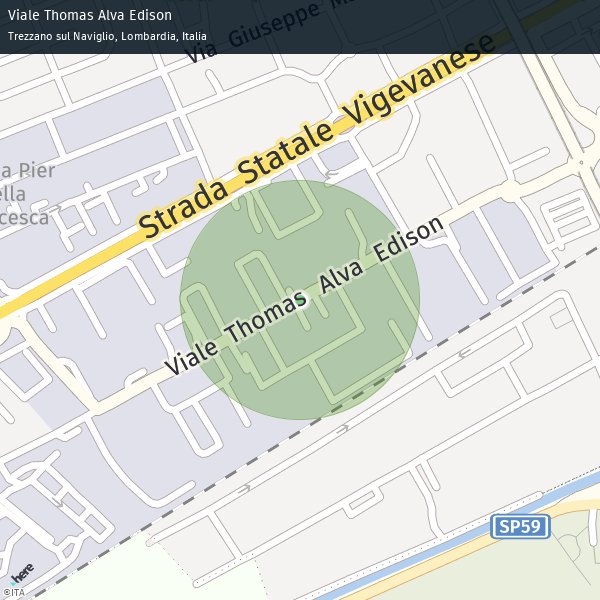 Viale Thomas Alva Edison
Trezzano sul Naviglio, Lombardia, Italia
Via Giuseppe
Strada Statale Vigevanese
a Pier
ella
cesca
Viale Thomas Alva Edison
SP59
here
©ITA